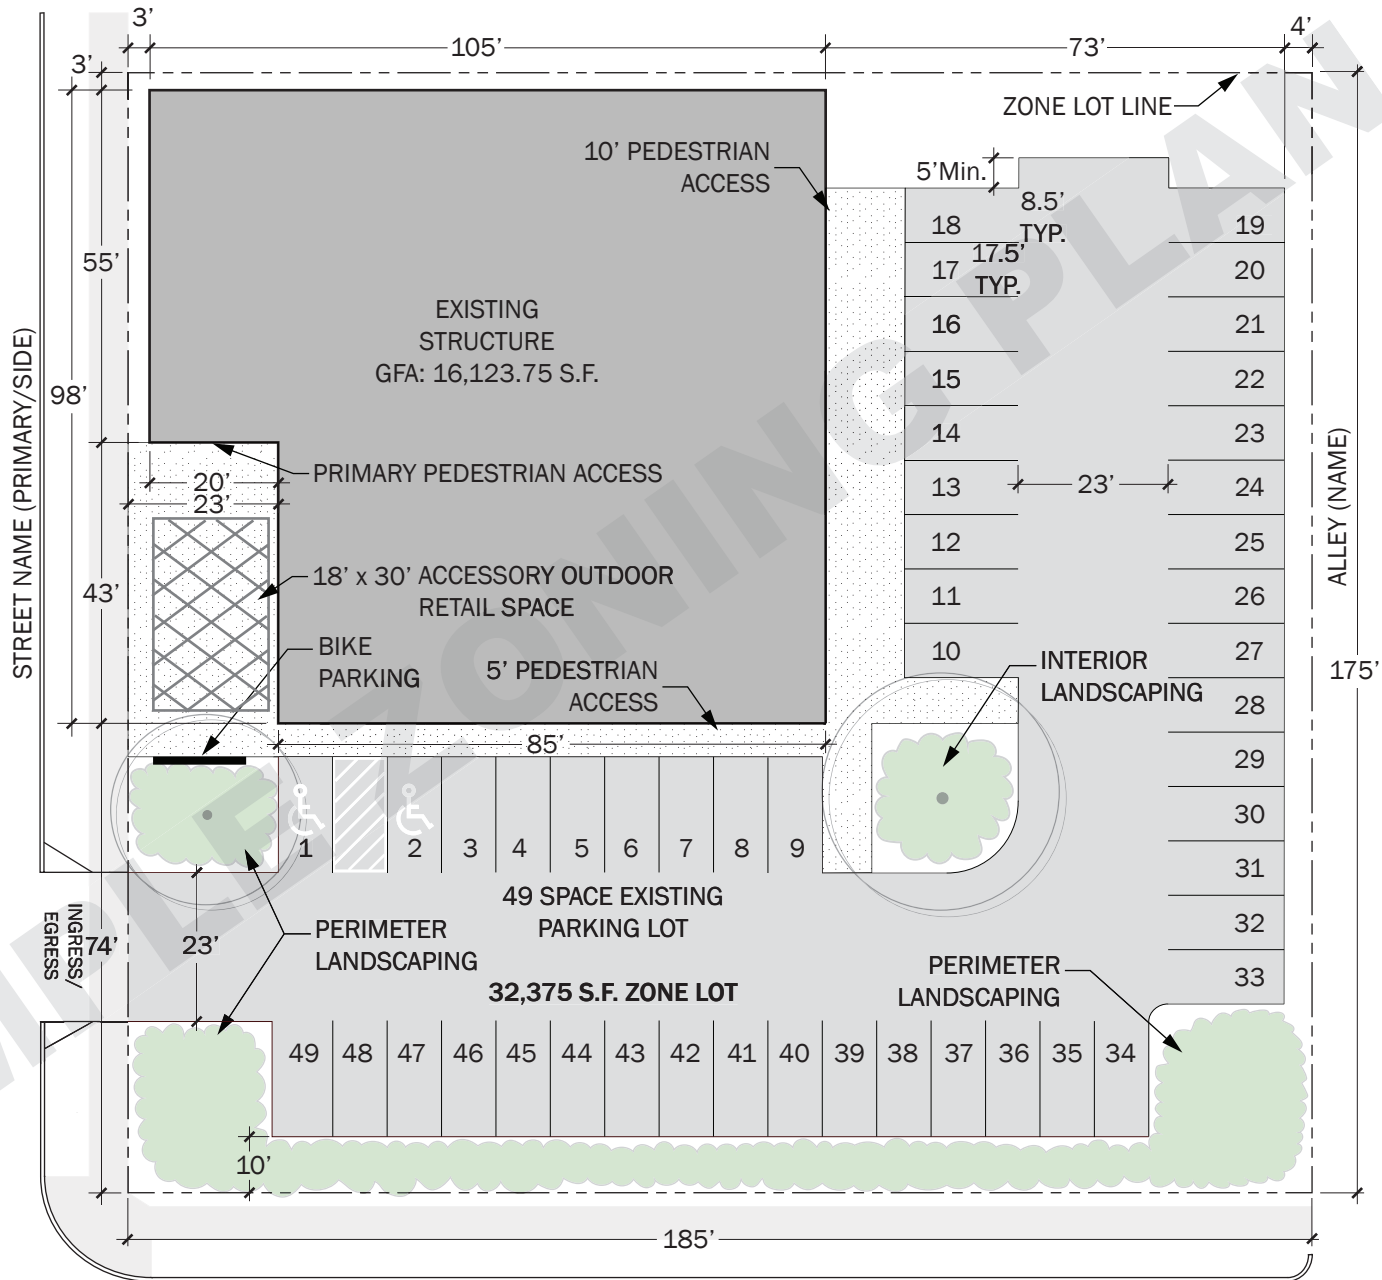 3’
105’
73’
4’
3’
ZONE LOT LINE
10’ PEDESTRIAN
ACCESS
5’Min.
8.5’
TYP.
18
19
17.5’
TYP.
17
20
55’
EXISTING
STRUCTURE
GFA: 16,123.75 S.F.
16
21
15
22
98’
14
23
STREET NAME (PRIMARY/SIDE)
ALLEY (NAME)
PRIMARY PEDESTRIAN ACCESS
20’
23’
13
23’
24
12
25
43’
18’ x 30’ ACCESSORY OUTDOOR
RETAIL SPACE
11
26
BIKE
PARKING
5’ PEDESTRIAN
ACCESS
10
27
INTERIOR
LANDSCAPING
175’
28
85’
29
30
1
2
3
4
5
6
7
8
9
31
49 SPACE EXISTING
PARKING LOT
32
INGRESS/
EGRESS
74’
23’
PERIMETER
LANDSCAPING
PERIMETER
LANDSCAPING
33
32,375 S.F. ZONE LOT
49
48
47
46
45
44
43
42
41
40
39
38
37
36
35
34
10’
185’
MPLE ZONING PLAN